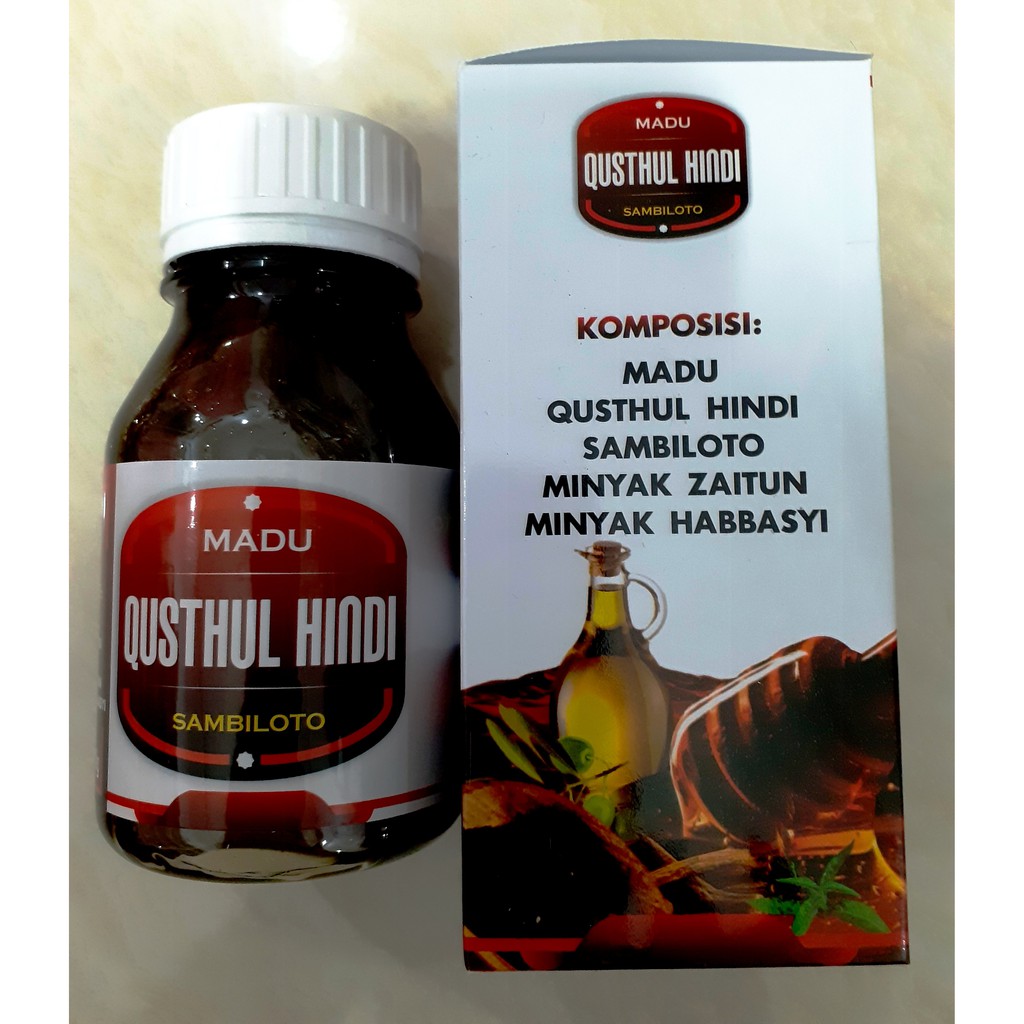 MADU
QUSTHUL HINDI
SAMBILOTO
KOMPOSISI:
MADU
QUSTHUL HINDI
SAMBILOTO
MINYAK ZAITUN
MINYAK HABBASYI
MADU
QUSTHUL HINDI
SAMBILOTO